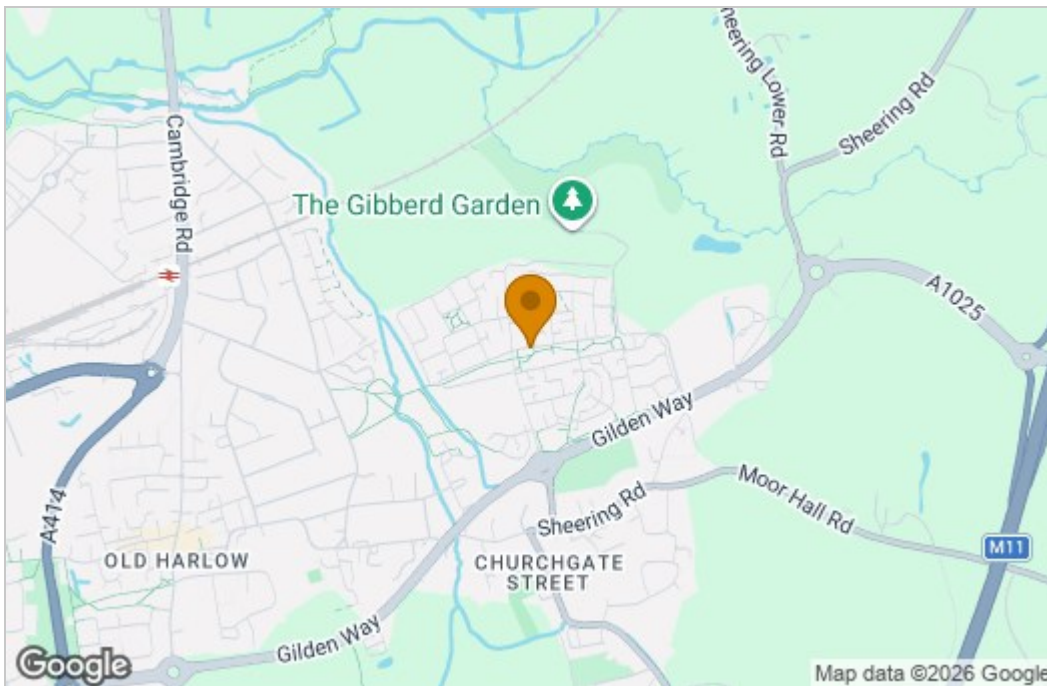 Sheering Lower Rd
Sheering Rd
Cambridge Rd
The Gibberd Garden
A1025
Gilden Way
A414
Moor Hall Rd
Sheering Rd
M11
OLD HARLOW
CHURCHGATE
STREET
Gilden Way
Google
Map data ©2026 Google